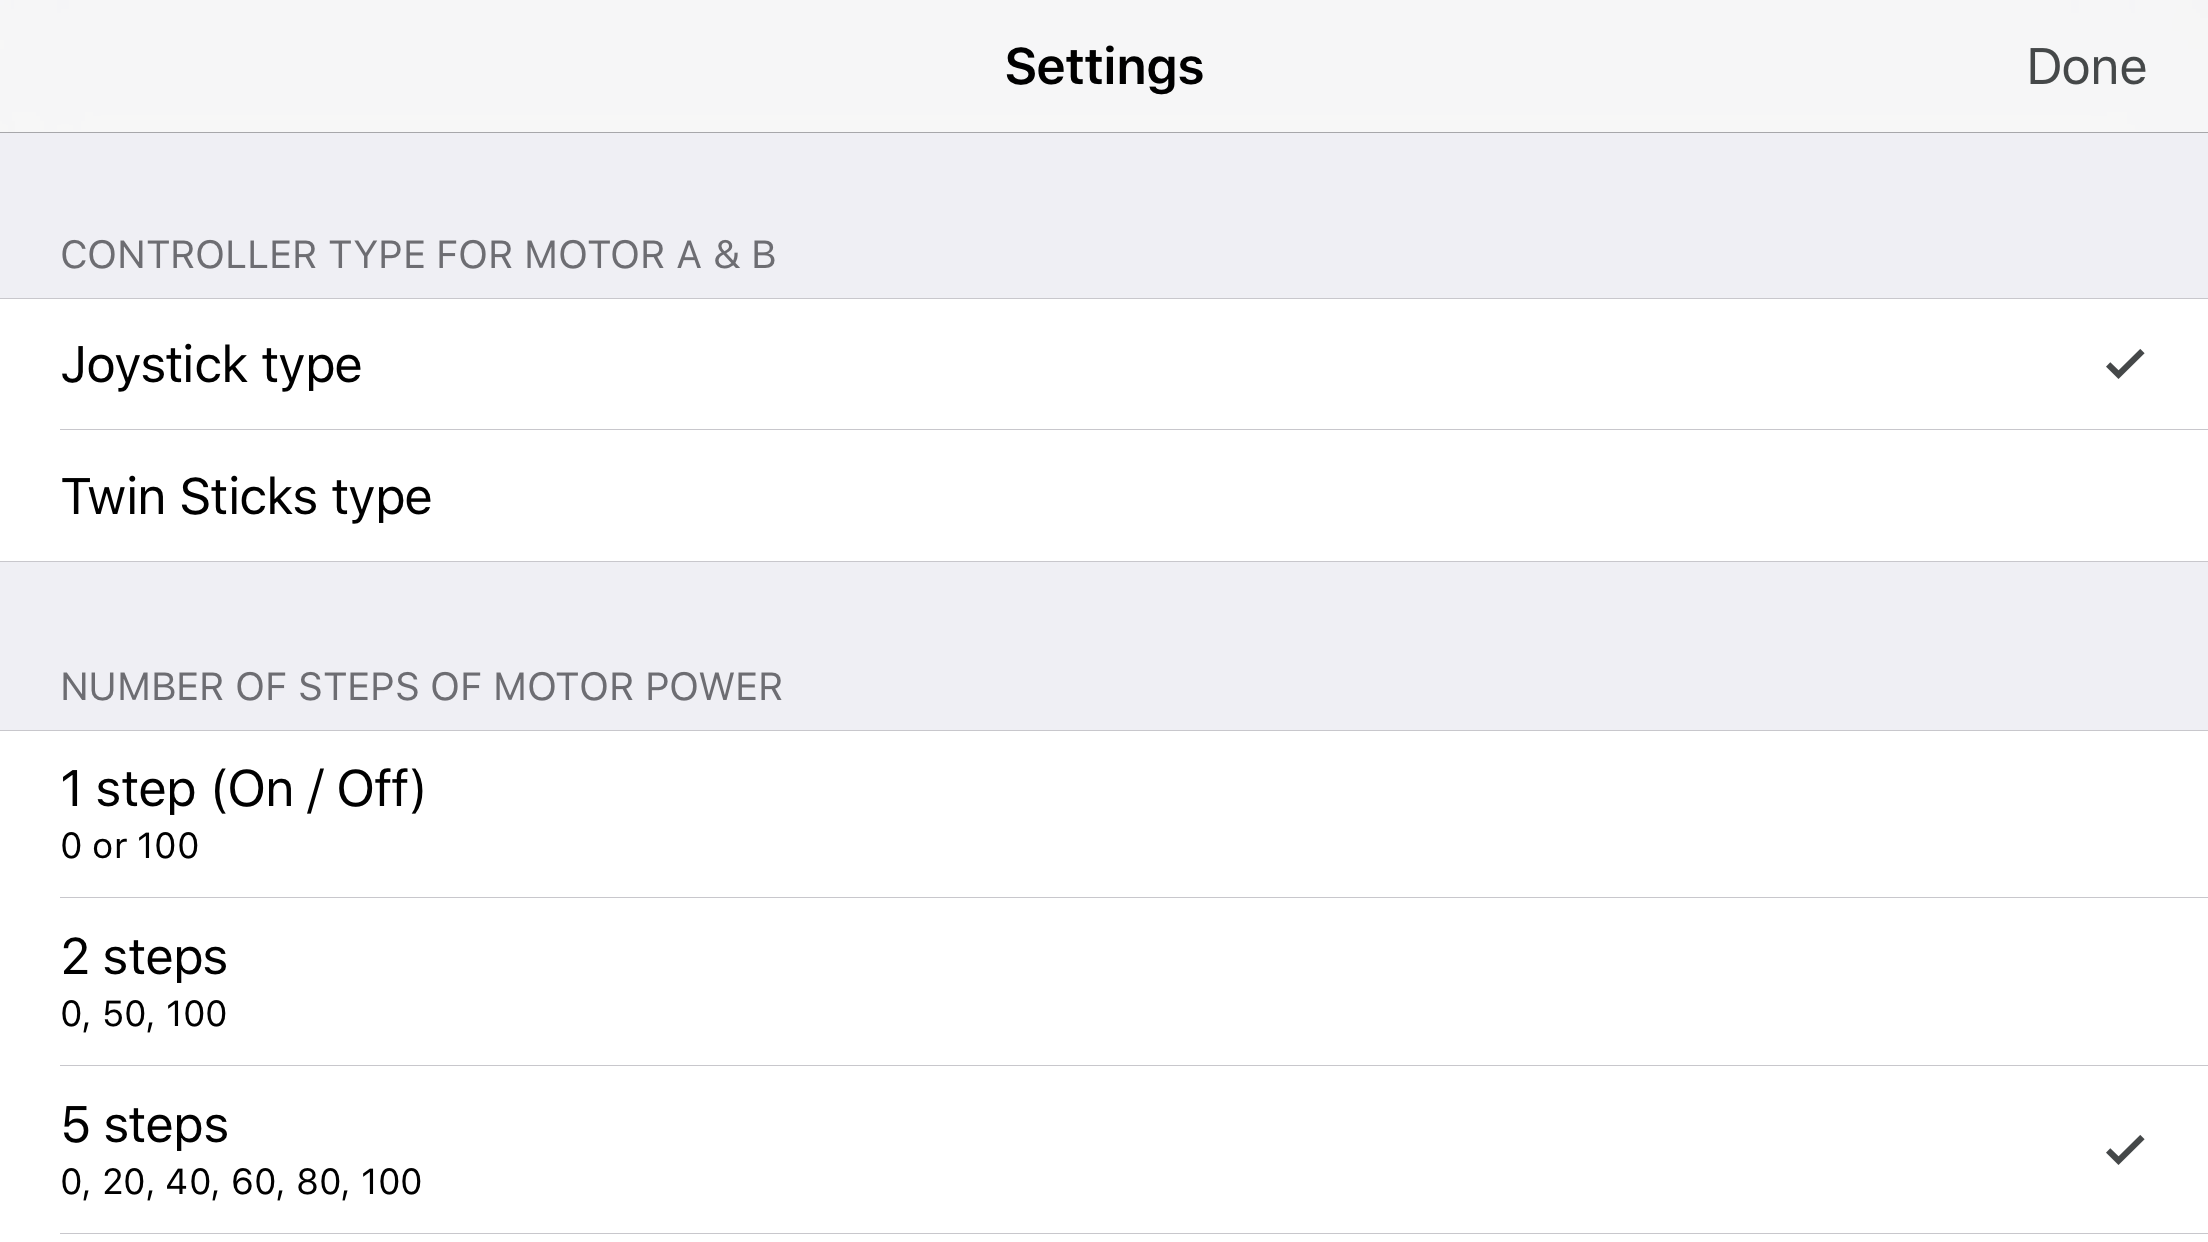 Settings
Done
CONTROLLER TYPE FOR MOTOR A & B
Joystick type
Twin Sticks type
NUMBER OF STEPS OF MOTOR POWER
1 step (On / Off)
0 or 100
2 steps
0, 50, 100
5 steps
0, 20, 40, 60, 80, 100